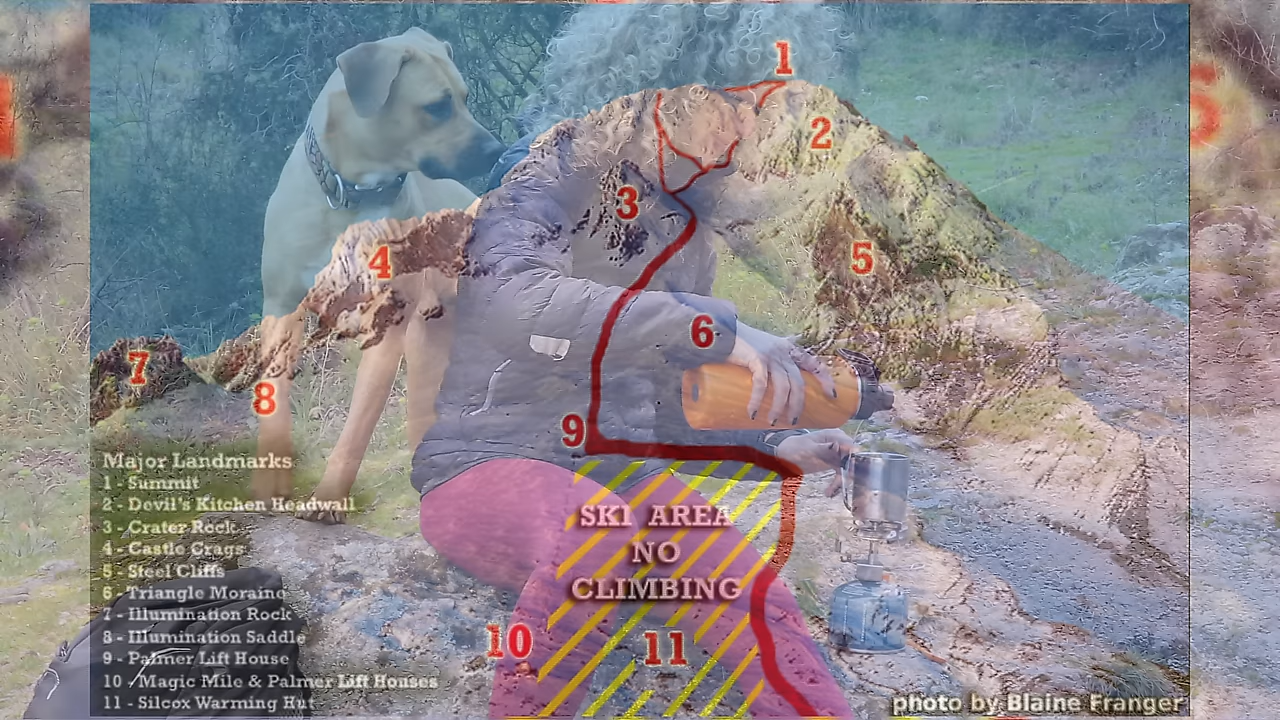 1
2
3
5
4
6
7
8
9
Major Landmarks
1 - Summit
2 - Devil's Kitchen Headwall
3 - Crater Rock
4 - Castle Crags
5 - Steel Cliffs
6 - Triangle Moraine
7 - Illumination Rock
8 - Illumination Saddle
9 - Palmer Lift House
10 - Magic Mile & Palmer Lift Houses
11 - Silcox Warming Hut
SKI AREA
NO
CLIMBING
10
11
photo by Blaine Franger